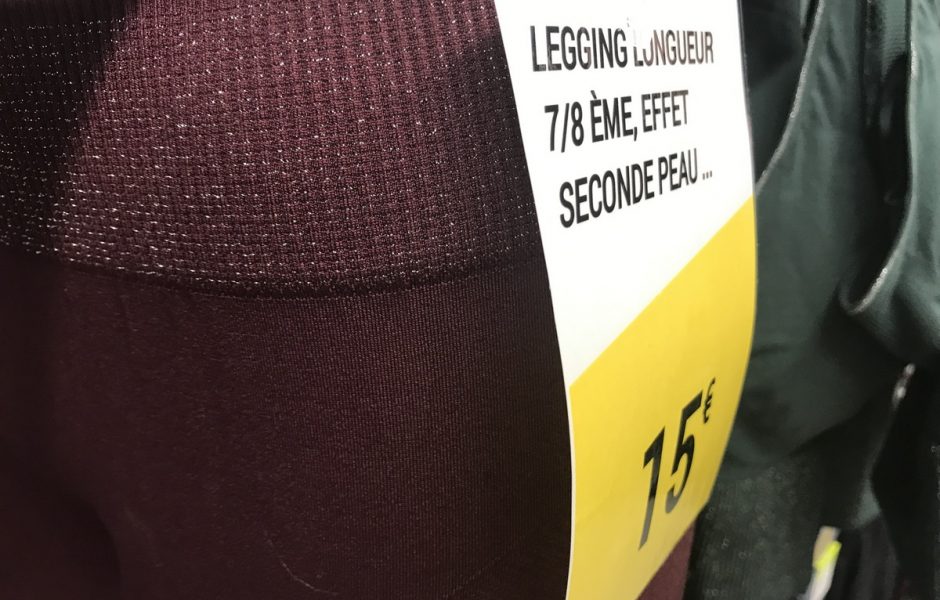 LEGGING LONGUEUR
7/8 ÈME, EFFET
SECONDE PEAU ...
15€